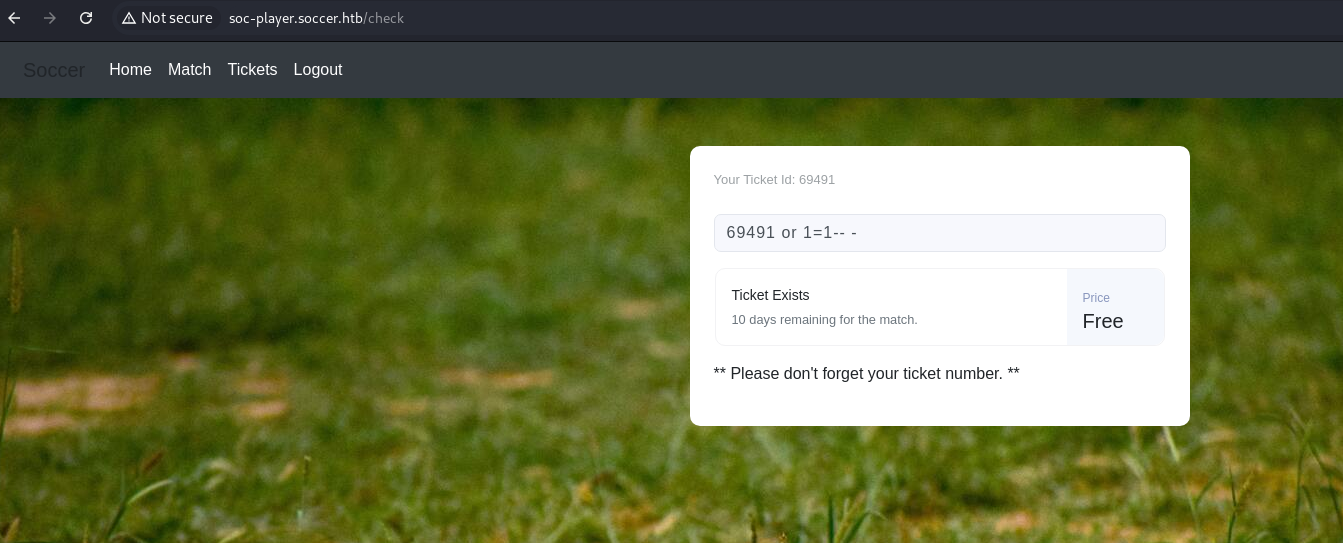 Not secure soc-player.soccer.htb/check
Soccer Home Match Tickets Logout
Your Ticket Id: 69491
69491 or 1=1-- -
Ticket Exists
10 days remaining for the match.
Price
Free
** Please don't forget your ticket number. **